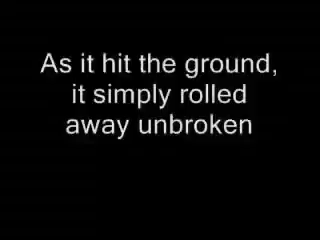 As it hit the ground,
it simply rolled
away unbroken